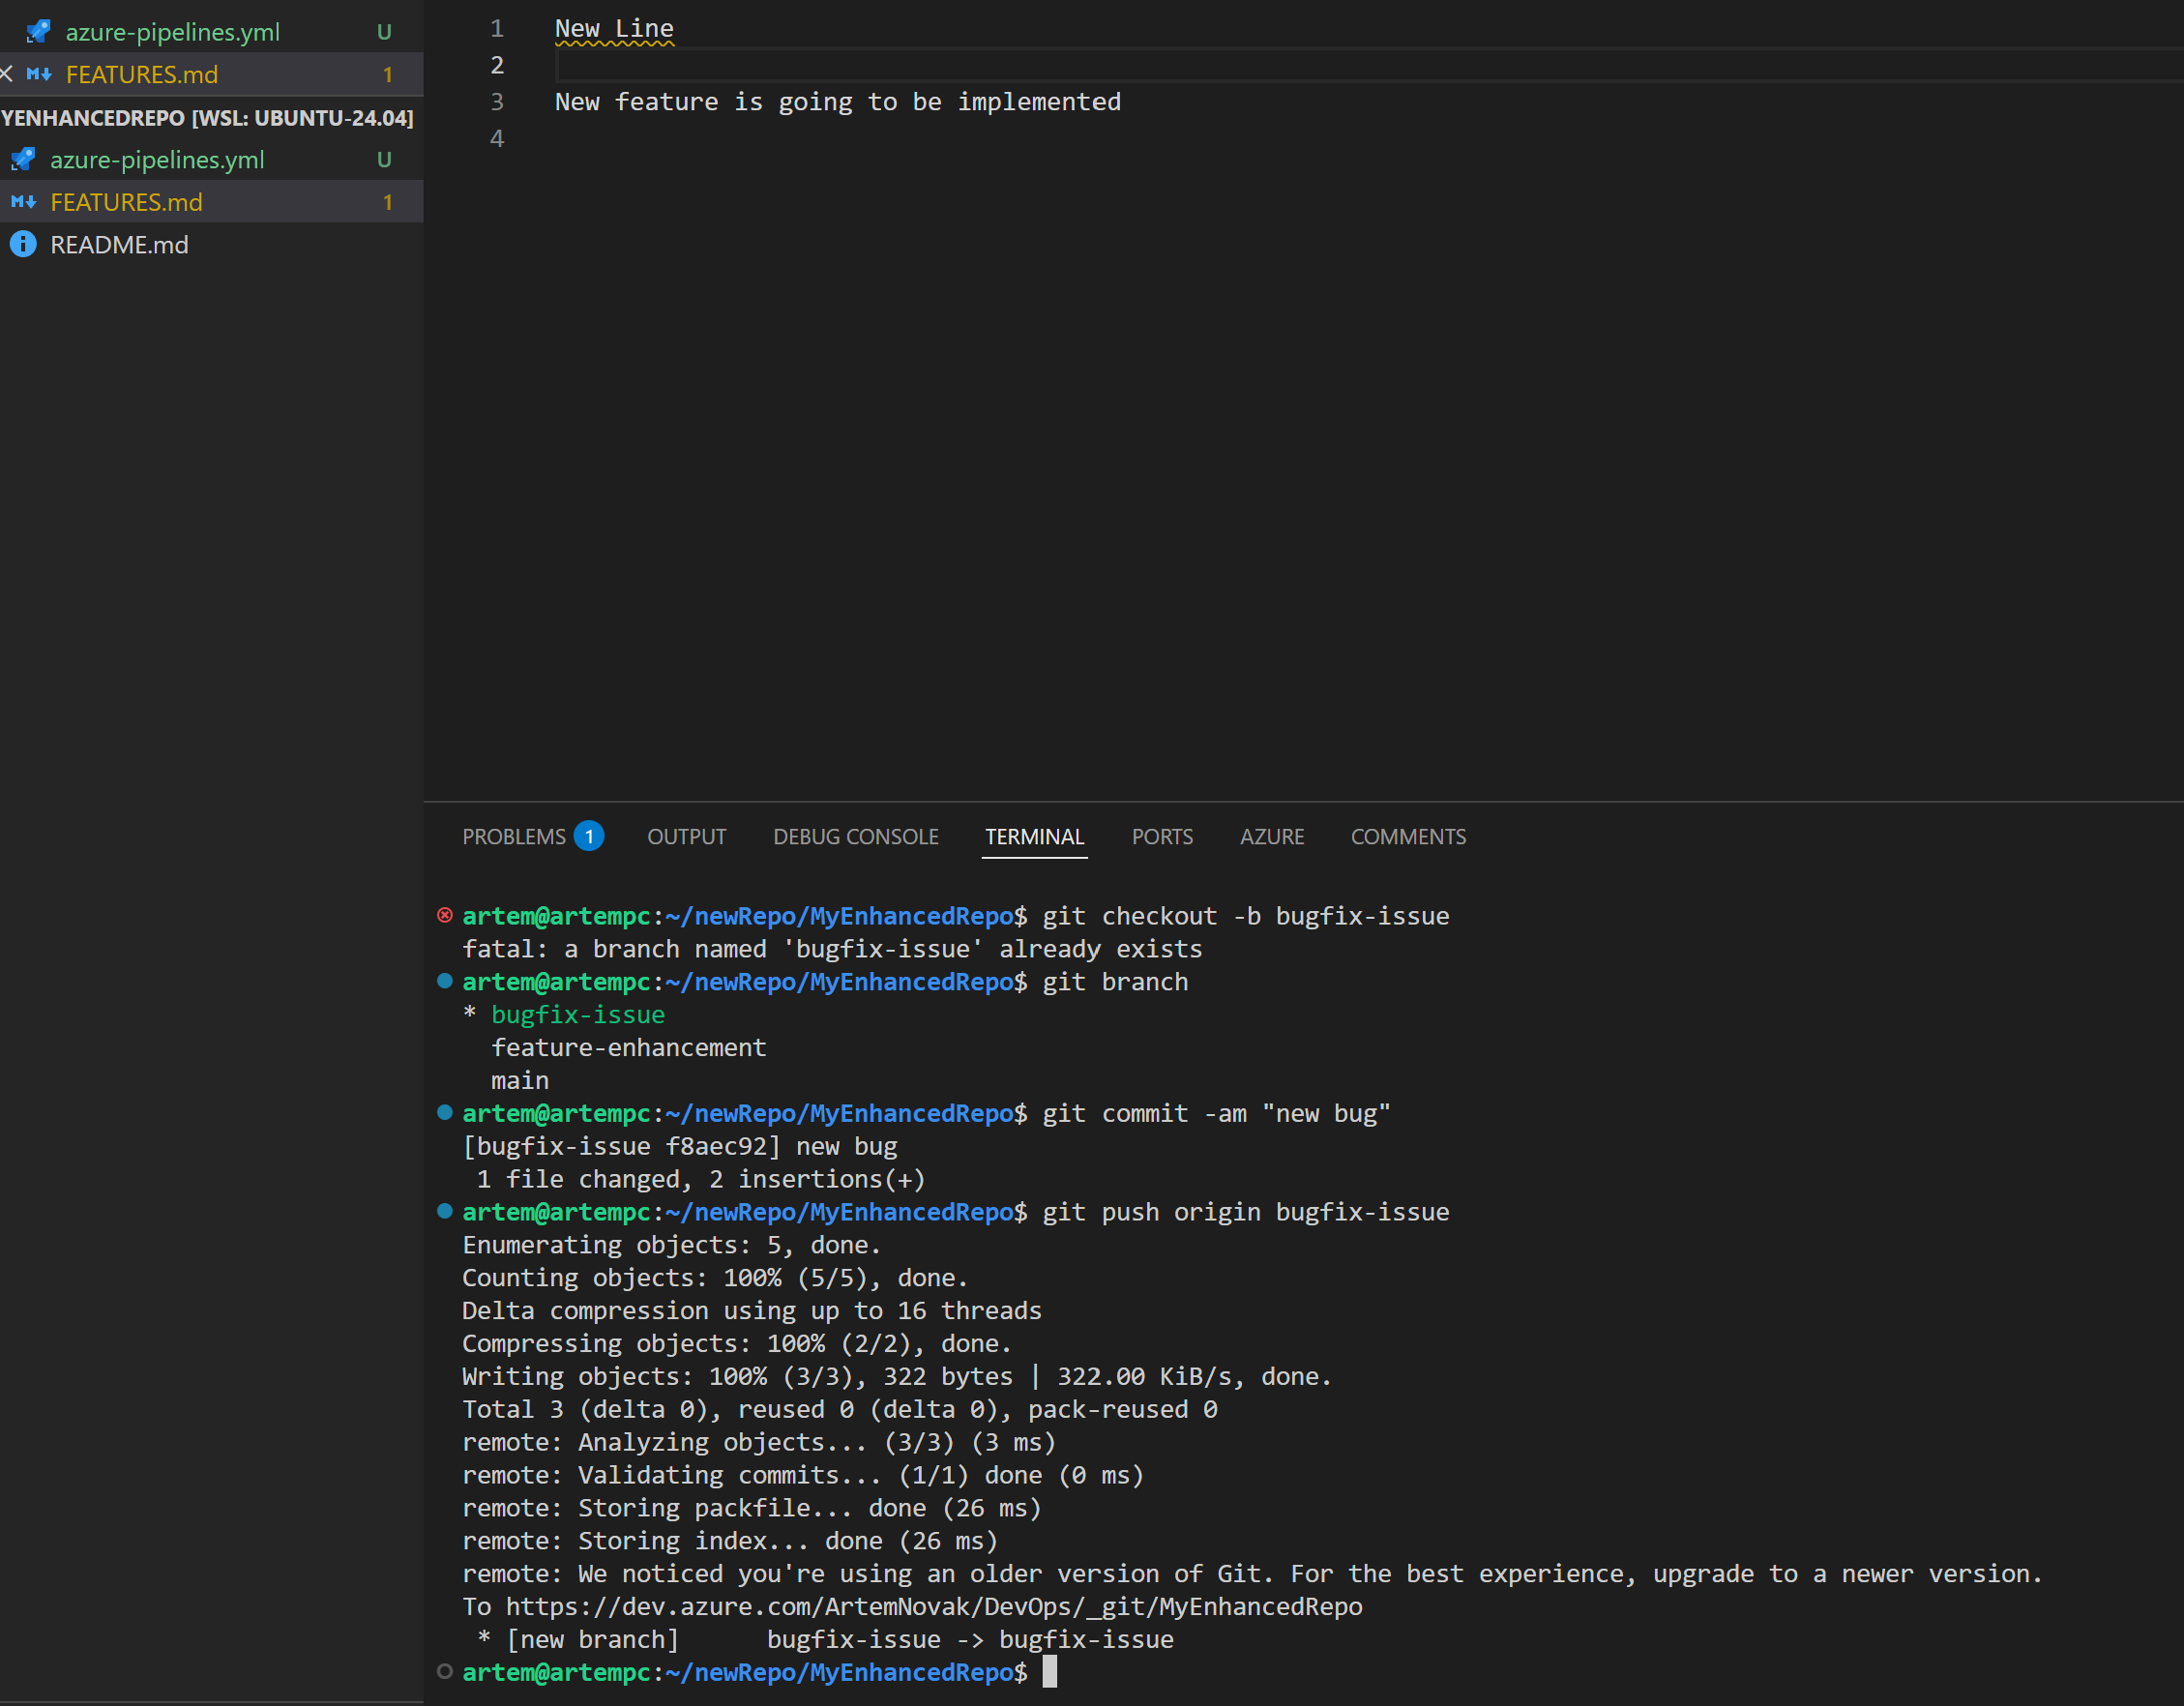 azure-pipelines.yml U
FEATURES.md 1
YENHANCEDREPO [WSL: UBUNTU-24.04]
azure-pipelines.yml U
FEATURES.md 1
README.md
1 New Line
2
3 New feature is going to be implemented
4
PROBLEMS 1 OUTPUT DEBUG CONSOLE TERMINAL PORTS AZURE COMMENTS
artem@artempc:~/newRepo/MyEnhancedRepo$ git checkout -b bugfix-issue
fatal: a branch named 'bugfix-issue' already exists
artem@artempc:~/newRepo/MyEnhancedRepo$ git branch
* bugfix-issue
feature-enhancement
main
artem@artempc:~/newRepo/MyEnhancedRepo$ git commit -am "new bug"
[bugfix-issue f8aec92] new bug
1 file changed, 2 insertions(+)
artem@artempc:~/newRepo/MyEnhancedRepo$ git push origin bugfix-issue
Enumerating objects: 5, done.
Counting objects: 100% (5/5), done.
Delta compression using up to 16 threads
Compressing objects: 100% (2/2), done.
Writing objects: 100% (3/3), 322 bytes | 322.00 KiB/s, done.
Total 3 (delta 0), reused 0 (delta 0), pack-reused 0
remote: Analyzing objects... (3/3) (3 ms)
remote: Validating commits... (1/1) done (0 ms)
remote: Storing packfile... done (26 ms)
remote: Storing index... done (26 ms)
remote: We noticed you're using an older version of Git. For the best experience, upgrade to a newer version.
To https://dev.azure.com/ArtemNovak/DevOps/_git/MyEnhancedRepo
* [new branch] bugfix-issue -> bugfix-issue
artem@artempc:~/newRepo/MyEnhancedRepo$